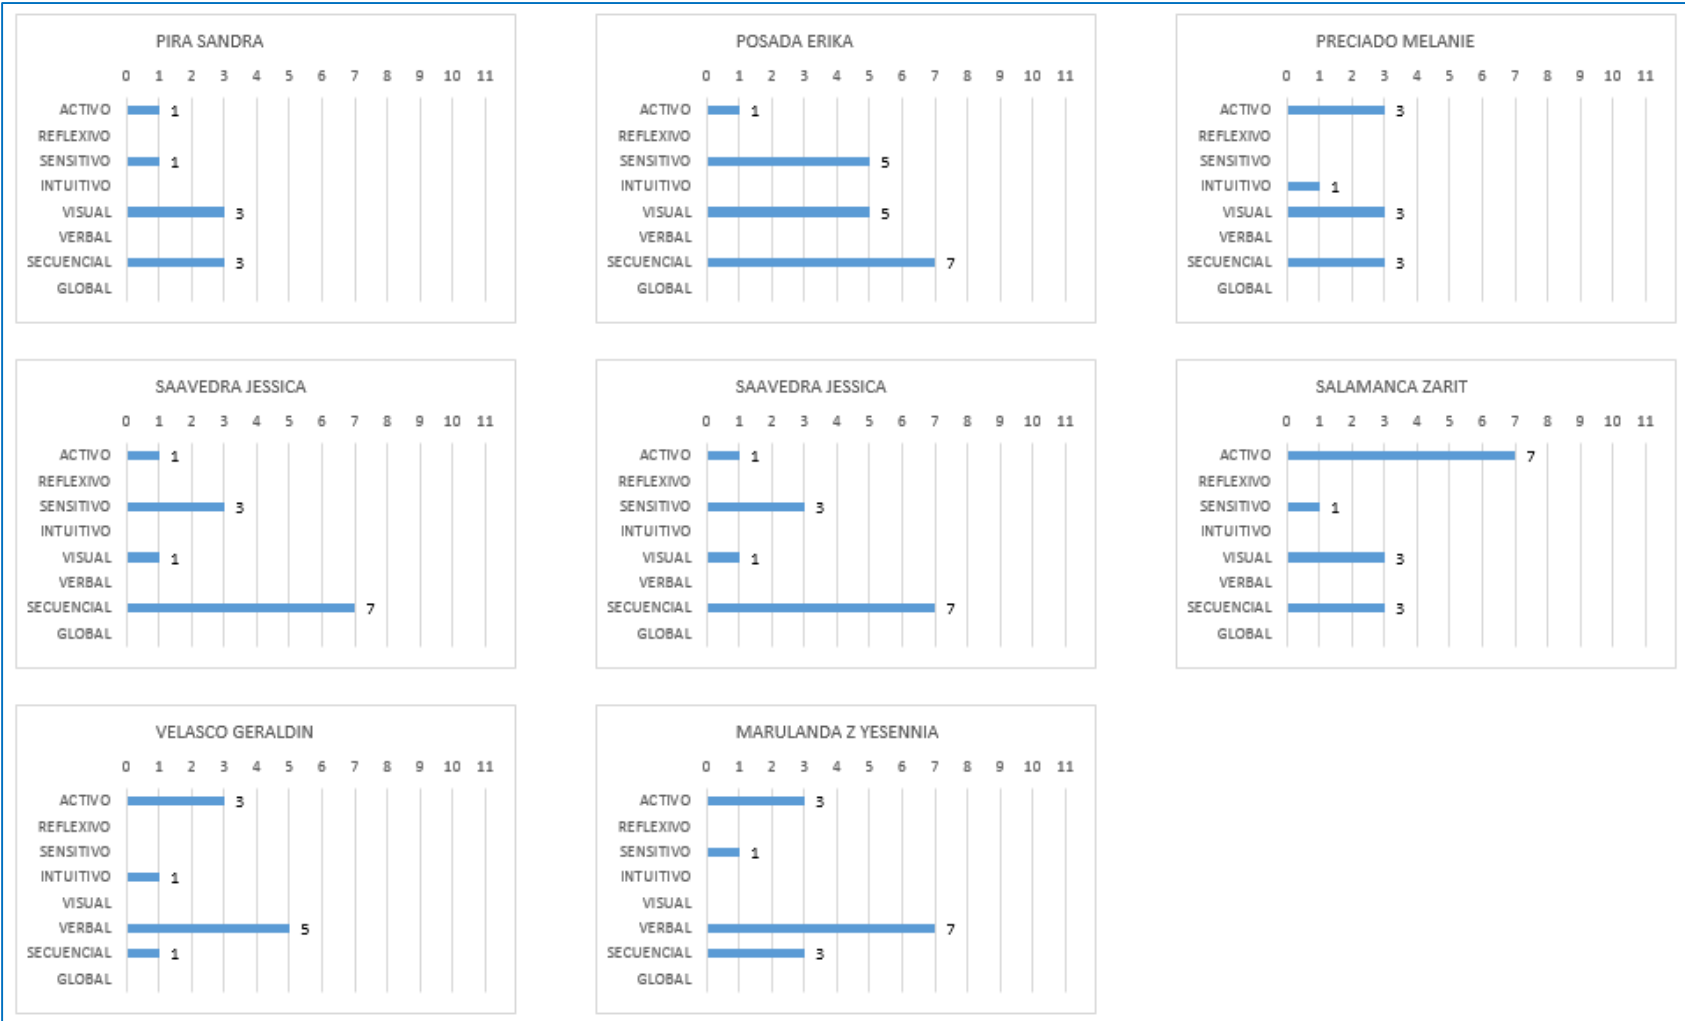 PIRA SANDRA
0 1 2 3 4 5 6 7 8 9 10 11
ACTIVO 1
REFLEXIVO
SENSITIVO 1
INTUITIVO
VISUAL 3
VERBAL
SECUENCIAL 3
GLOBAL
POSADA ERIKA
0 1 2 3 4 5 6 7 8 9 10 11
ACTIVO 1
REFLEXIVO
SENSITIVO 5
INTUITIVO
VISUAL 5
VERBAL
SECUENCIAL 7
GLOBAL
PRECIADO MELANIE
0 1 2 3 4 5 6 7 8 9 10 11
ACTIVO 3
REFLEXIVO
SENSITIVO
INTUITIVO 1
VISUAL 3
VERBAL
SECUENCIAL 3
GLOBAL
SAAVEDRA JESSICA
0 1 2 3 4 5 6 7 8 9 10 11
ACTIVO 1
REFLEXIVO
SENSITIVO 3
INTUITIVO
VISUAL 1
VERBAL
SECUENCIAL 7
GLOBAL
SAAVEDRA JESSICA
0 1 2 3 4 5 6 7 8 9 10 11
ACTIVO 1
REFLEXIVO
SENSITIVO 3
INTUITIVO
VISUAL 1
VERBAL
SECUENCIAL 7
GLOBAL
SALAMANCA ZARIT
0 1 2 3 4 5 6 7 8 9 10 11
ACTIVO 7
REFLEXIVO
SENSITIVO 1
INTUITIVO
VISUAL 3
VERBAL
SECUENCIAL 3
GLOBAL
VELASCO GERALDIN
0 1 2 3 4 5 6 7 8 9 10 11
ACTIVO 3
REFLEXIVO
SENSITIVO
INTUITIVO 1
VISUAL
VERBAL 5
SECUENCIAL 1
GLOBAL
MARULANDA Z YESENNIA
0 1 2 3 4 5 6 7 8 9 10 11
ACTIVO 3
REFLEXIVO
SENSITIVO 1
INTUITIVO
VISUAL
VERBAL 7
SECUENCIAL 3
GLOBAL